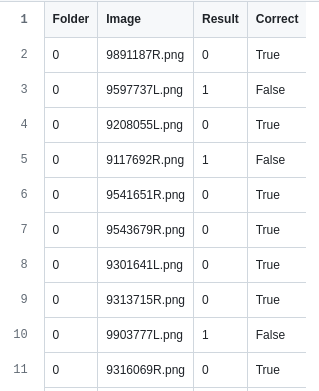 1 Folder Image Result Correct
2 0 9891187R.png 0 True
3 0 9597737L.png 1 False
4 0 9208055L.png 0 True
5 0 9117692R.png 1 False
6 0 9541651R.png 0 True
7 0 9543679R.png 0 True
8 0 9301641L.png 0 True
9 0 9313715R.png 0 True
10 0 9903777L.png 1 False
11 0 9316069R.png 0 True